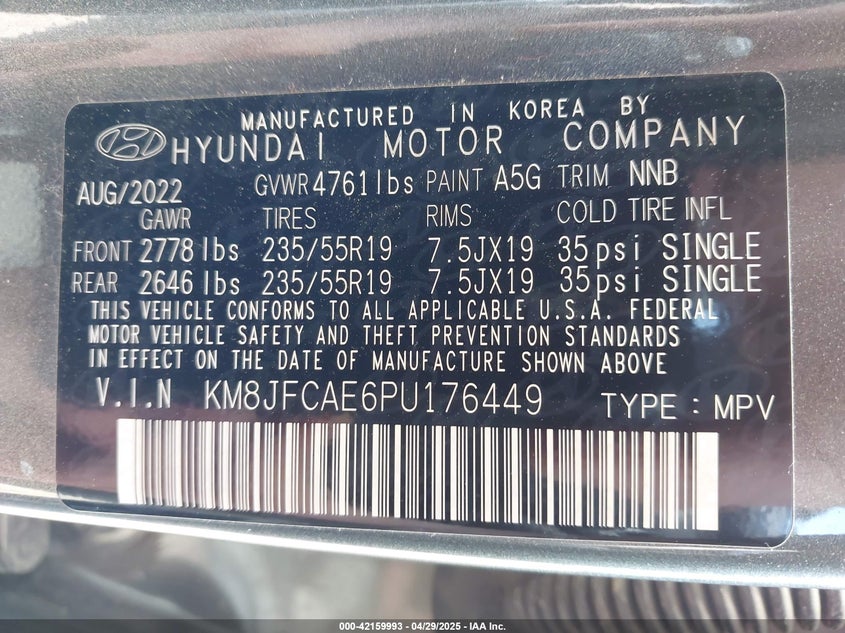 MANUFACTURED IN KOREA BY
HYUNDAI MOTOR COMPANY
AUG/2022 GVWR 4761lbs PAINT A5G TRIM NNB
GAWR TIRES RIMS COLD TIRE INFL
FRONT 2778 lbs 235/55R19 7.5JX19 35psi SINGLE
REAR 2646 lbs 235/55R19 7.5JX19 35psi SINGLE
THIS VEHICLE CONFORMS TO ALL APPLICABLE U.S.A. FEDERAL
MOTOR VEHICLE SAFETY AND THEFT PREVENTION STANDARDS
IN EFFECT ON THE DATE OF MANUFACTURE SHOWN ABOVE
V.I.N KM8JFCAE6PU176449 TYPE : MPV
000-42159993 - 04/29/2025 - IAA Inc.